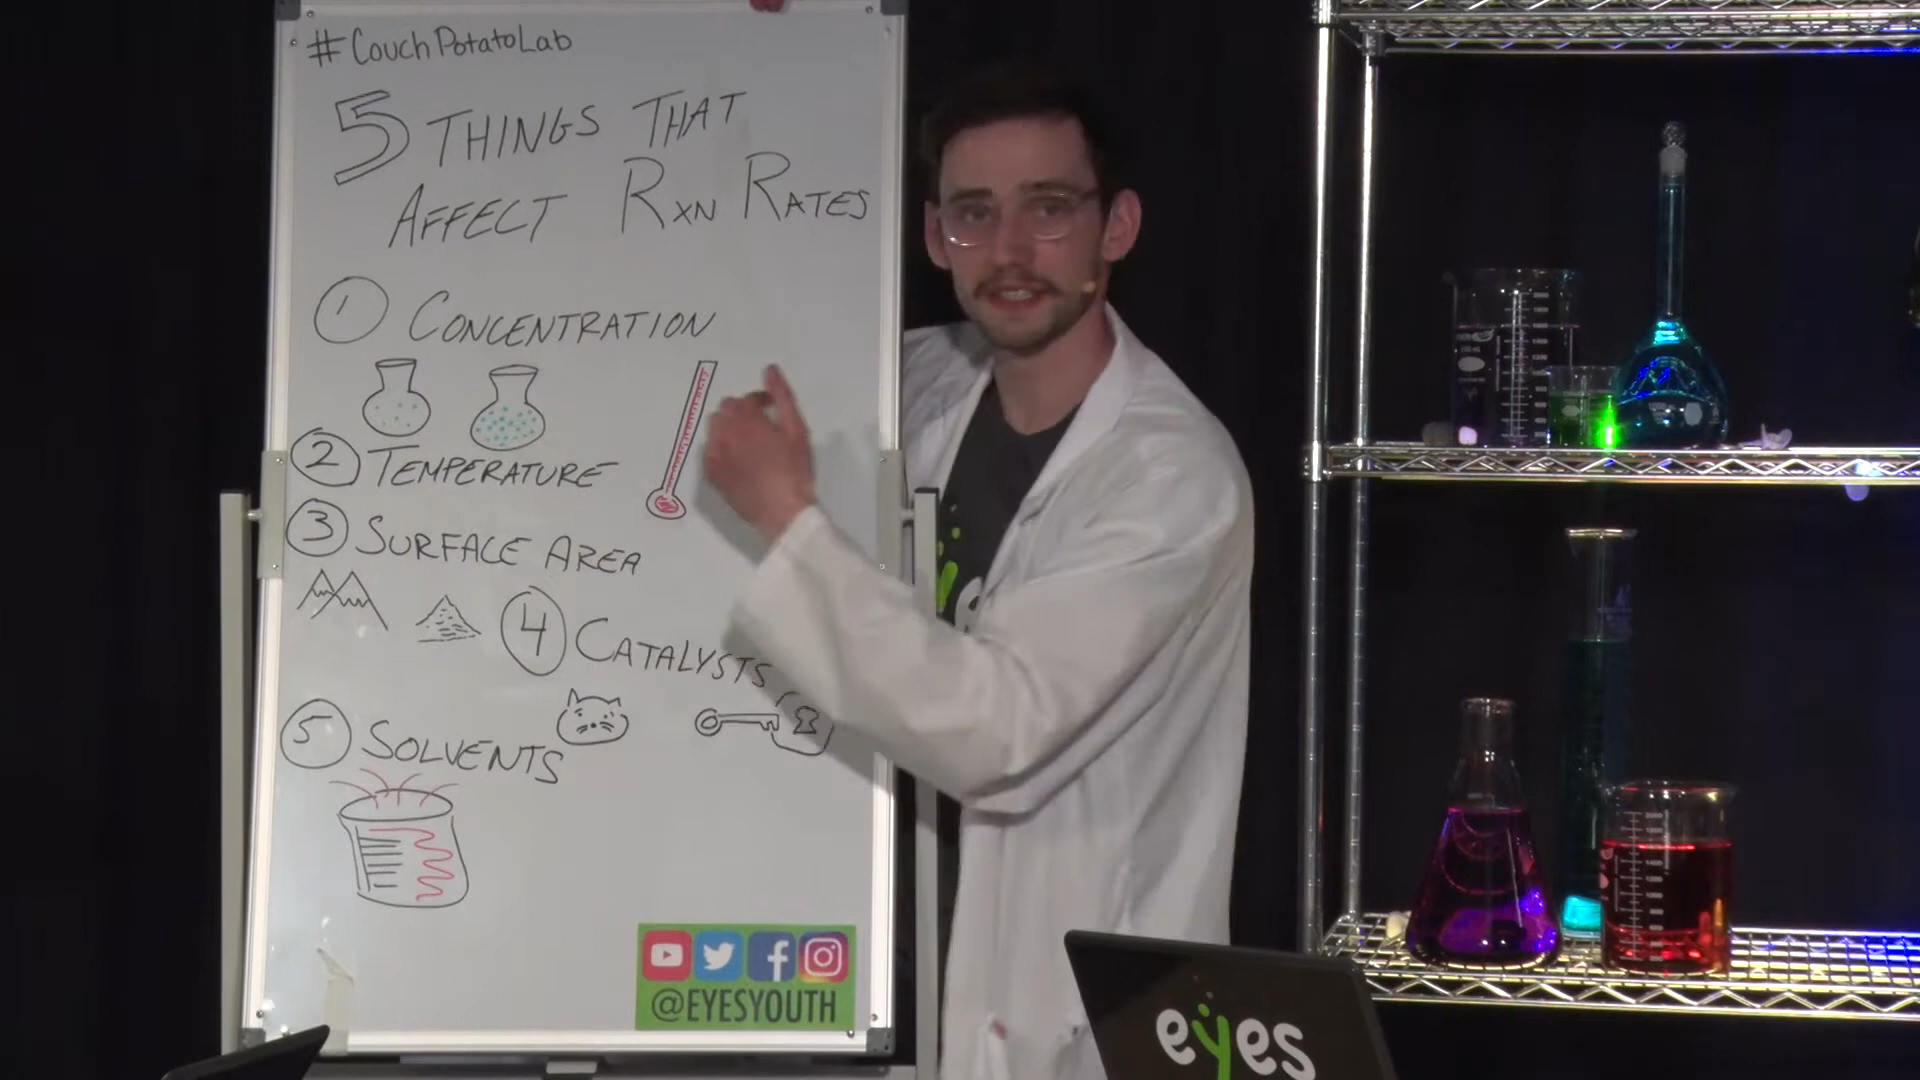 #CouchPotatoLab
5 THINGS THAT
AFFECT RXN RATES
1 CONCENTRATION
2 TEMPERATURE
3 SURFACE AREA
4 CATALYSTS
5 SOLVENTS
@EYESYOUTH
eyes